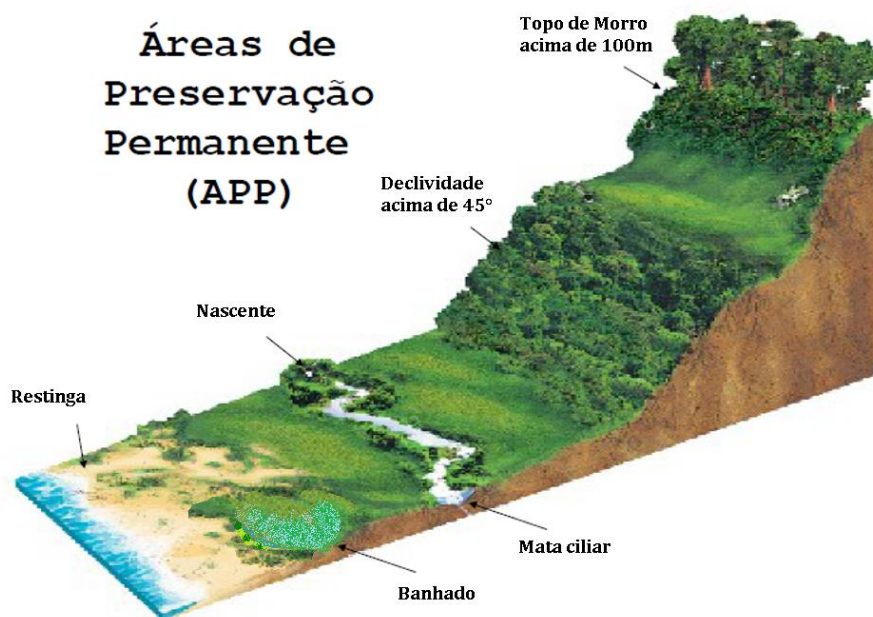 Áreas de
Preservação
Permanente
(APP)
Topo de Morro
acima de 100m
Declividade
acima de 45°
Nascente
Restinga
Mata ciliar
Banhado